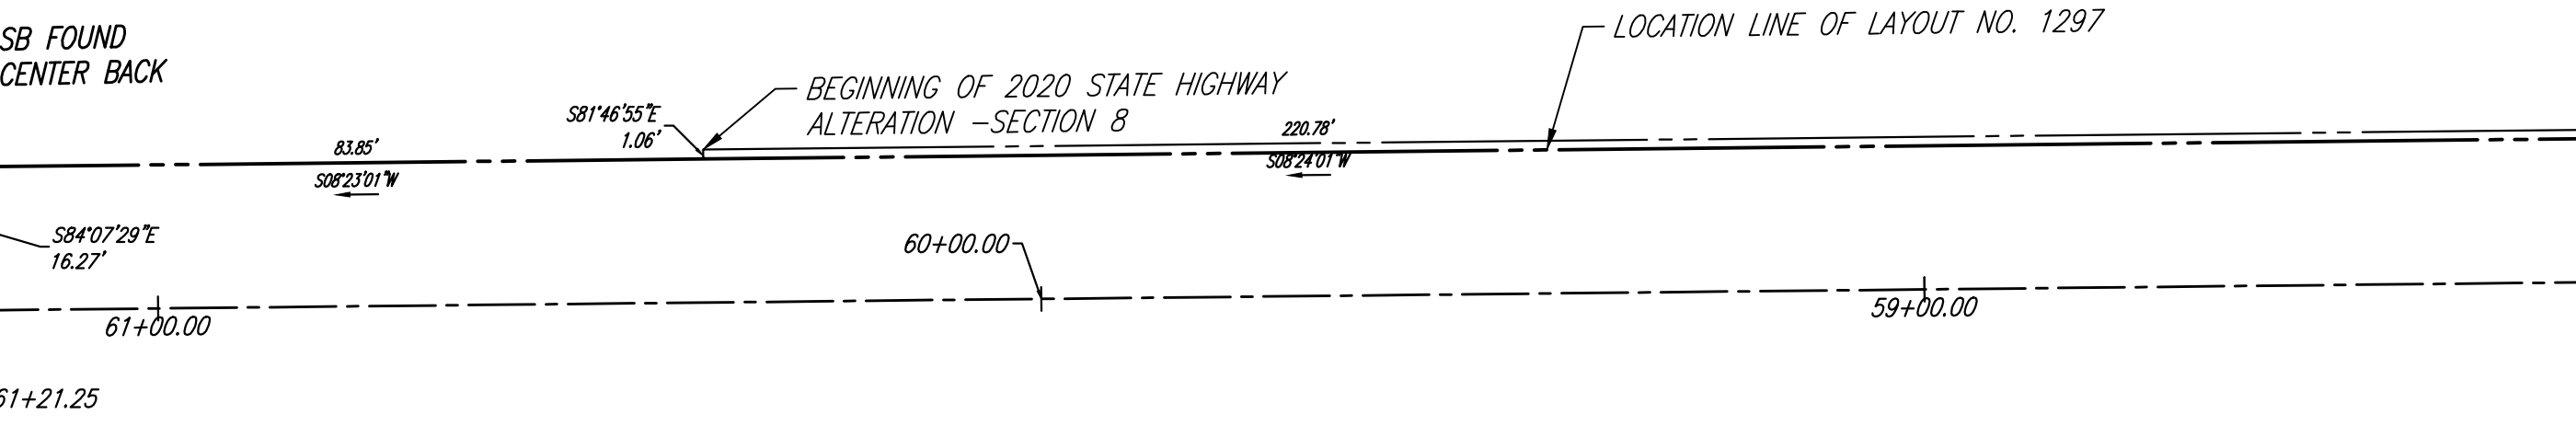 SB FOUND
CENTER BACK
LOCATION LINE OF LAYOUT NO. 1297
BEGINNING OF 2020 STATE HIGHWAY
ALTERATION -SECTION 8
S81°46'55"E
1.06'
83.85'
220.78'
S08°23'01"W
S08°24'01"W
S84°07'29"E
16.27'
60+00.00
61+00.00
59+00.00
61+21.25